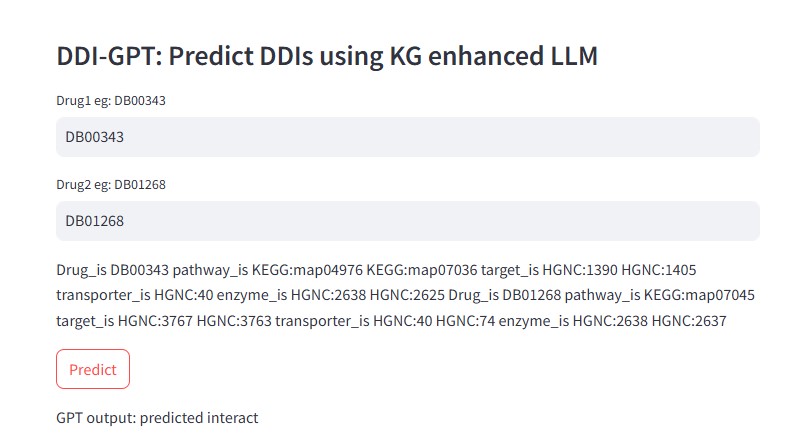 DDI-GPT: Predict DDIs using KG enhanced LLM
Drug1 eg: DB00343
DB00343
Drug2 eg: DB01268
DB01268
Drug_is DB00343 pathway_is KEGG:map04976 KEGG:map07036 target_is HGNC:1390 HGNC:1405
transporter_is HGNC:40 enzyme_is HGNC:2638 HGNC:2625 Drug_is DB01268 pathway_is KEGG:map07045
target_is HGNC:3767 HGNC:3763 transporter_is HGNC:40 HGNC:74 enzyme_is HGNC:2638 HGNC:2637
Predict
GPT output: predicted interact